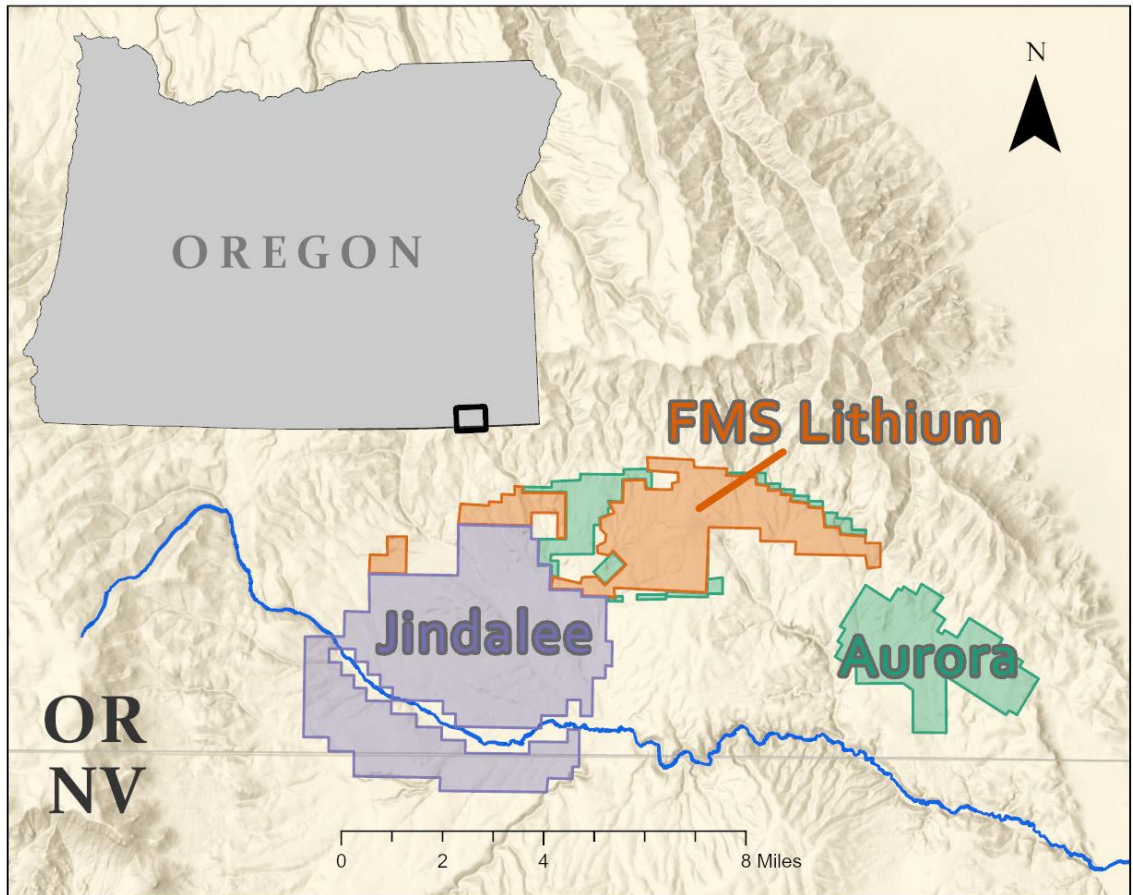 N
OREGON
FMS Lithium
Jindalee
Aurora
OR
NV
0 2 4 8 Miles